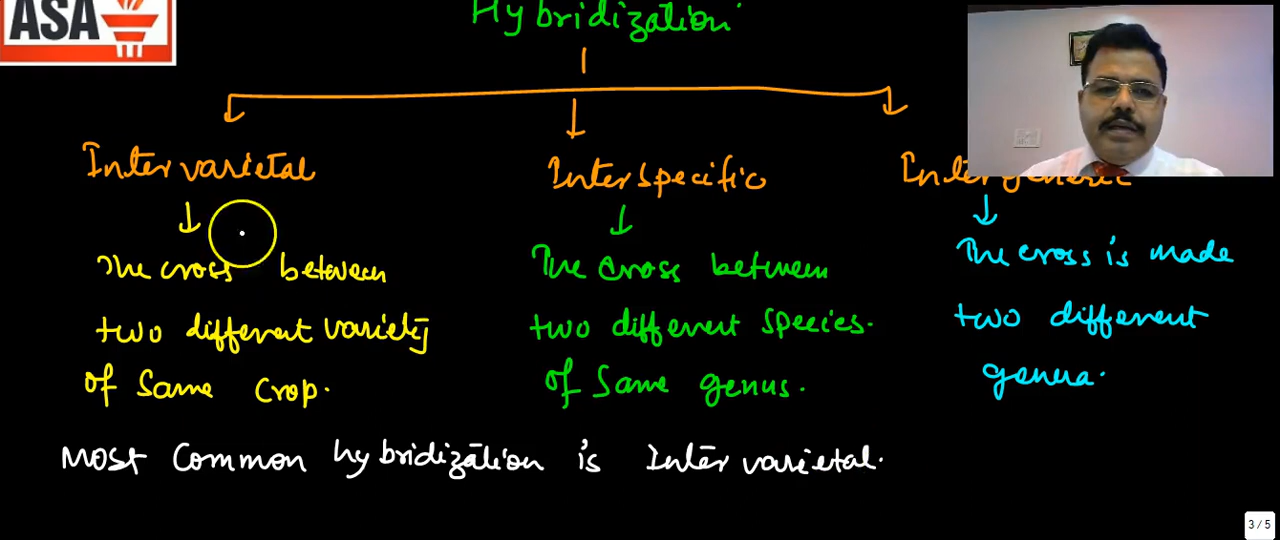 ASA
Hybridization
Intervarietal
Interspecific
Intergeneric
The cross between
two different variety
of same crop.
The cross between
two different species.
of same genus.
The cross is made
two different
genera.
Most Common hybridization is Intervarietal.
3/5